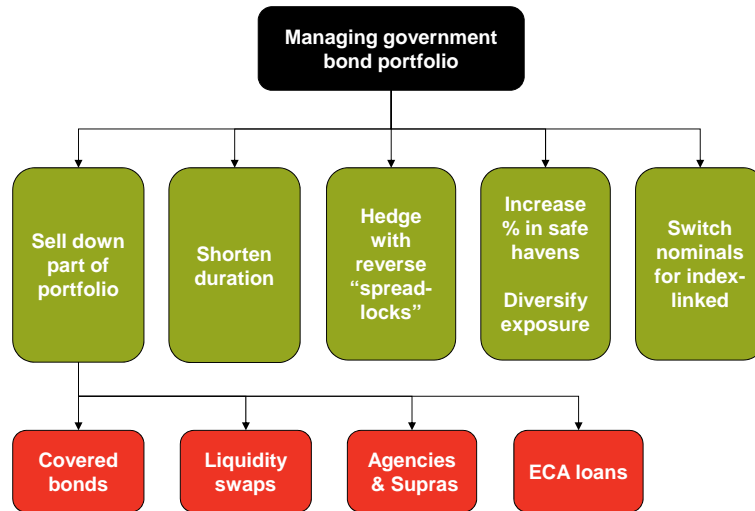 Managing government
bond portfolio
Sell down
part of
portfolio
Shorten
duration
Hedge
with
reverse
“spread-
locks”
Increase
% in safe
havens
Diversify
exposure
Switch
nominals
for index-
linked
Covered
bonds
Liquidity
swaps
Agencies
& Supras
ECA loans